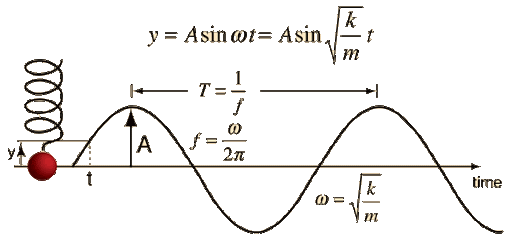 y = A sin ωt = A sin √(k/m) t
T = 1/f
y
A
f = ω/2π
t
time
ω = √(k/m)